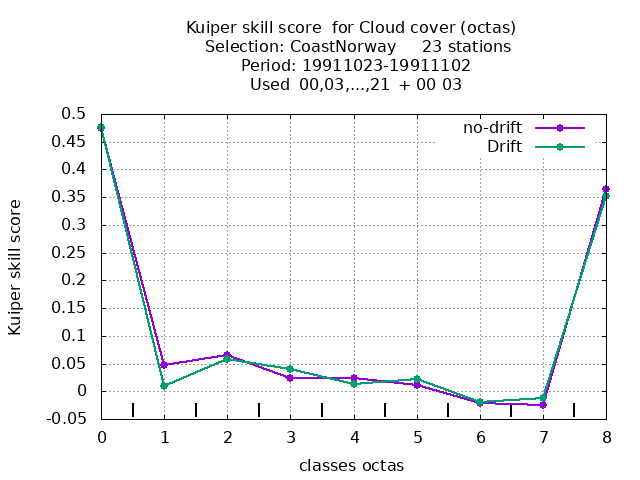 Kuiper skill score  for Cloud cover (octas)
Selection: CoastNorway     23 stations
Period: 19911023-19911102
Used  00,03,...,21  + 00 03
no-drift
Drift
0.5
0.45
0.4
0.35
0.3
0.25
0.2
0.15
0.1
0.05
0
-0.05
Kuiper skill score
0 1 2 3 4 5 6 7 8
classes octas